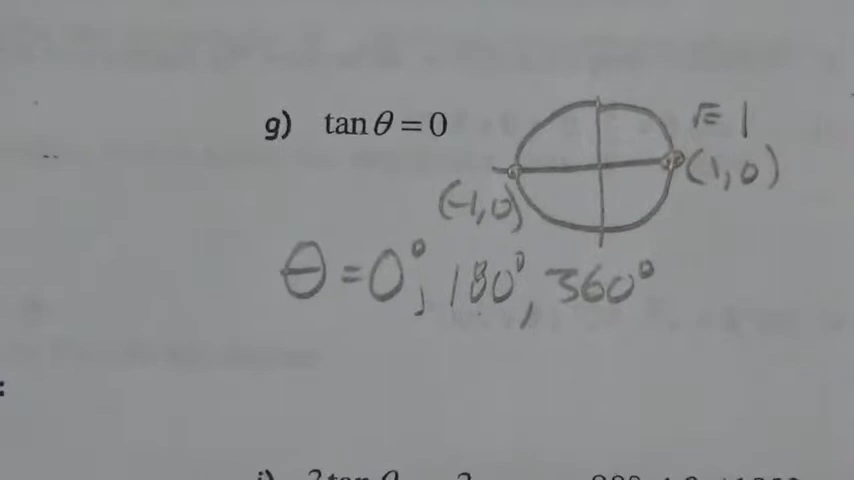 g) tan θ = 0
r = 1
(1, 0)
(-1, 0)
θ = 0°, 180°, 360°
: